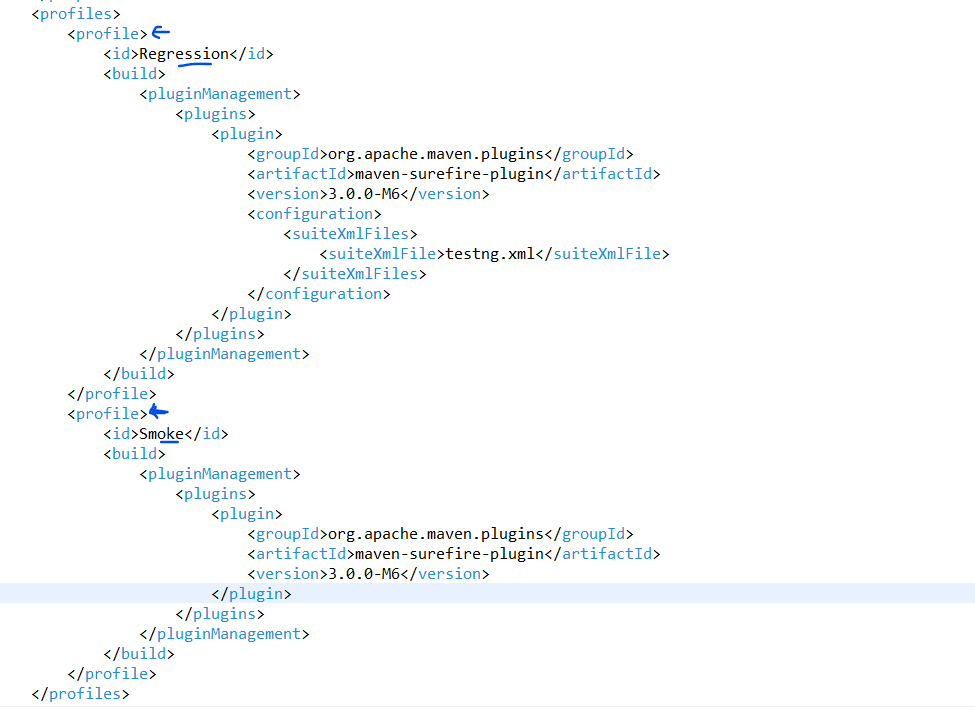 <profiles>
<profile>
<id>Regression</id>
<build>
<pluginManagement>
<plugins>
<plugin>
<groupId>org.apache.maven.plugins</groupId>
<artifactId>maven-surefire-plugin</artifactId>
<version>3.0.0-M6</version>
<configuration>
<suiteXmlFiles>
<suiteXmlFile>testng.xml</suiteXmlFile>
</suiteXmlFiles>
</configuration>
</plugin>
</plugins>
</pluginManagement>
</build>
</profile>
<profile>
<id>Smoke</id>
<build>
<pluginManagement>
<plugins>
<plugin>
<groupId>org.apache.maven.plugins</groupId>
<artifactId>maven-surefire-plugin</artifactId>
<version>3.0.0-M6</version>
</plugin>
</plugins>
</pluginManagement>
</build>
</profile>
</profiles>